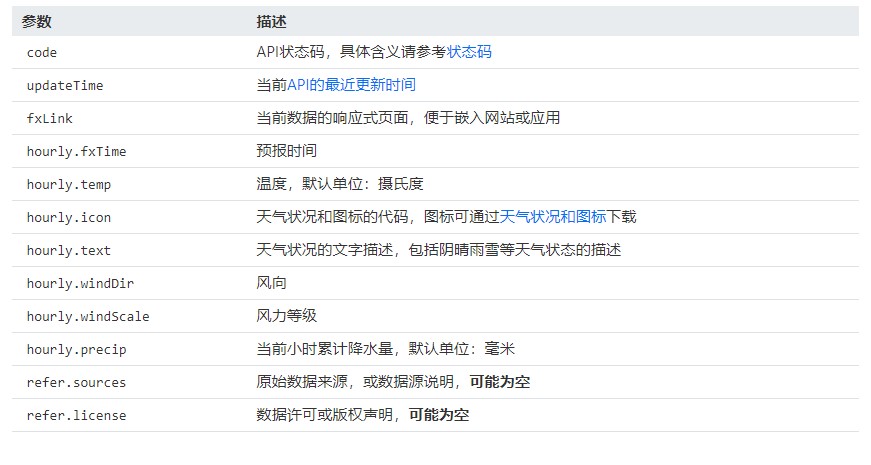 参数 描述
code API状态码，具体含义请参考状态码
updateTime 当前API的最近更新时间
fxLink 当前数据的响应式页面，便于嵌入网站或应用
hourly.fxTime 预报时间
hourly.temp 温度，默认单位：摄氏度
hourly.icon 天气状况和图标的代码，图标可通过天气状况和图标下载
hourly.text 天气状况的文字描述，包括阴晴雨雪等天气状态的描述
hourly.windDir 风向
hourly.windScale 风力等级
hourly.precip 当前小时累计降水量，默认单位：毫米
refer.sources 原始数据来源，或数据源说明，可能为空
refer.license 数据许可或版权声明，可能为空